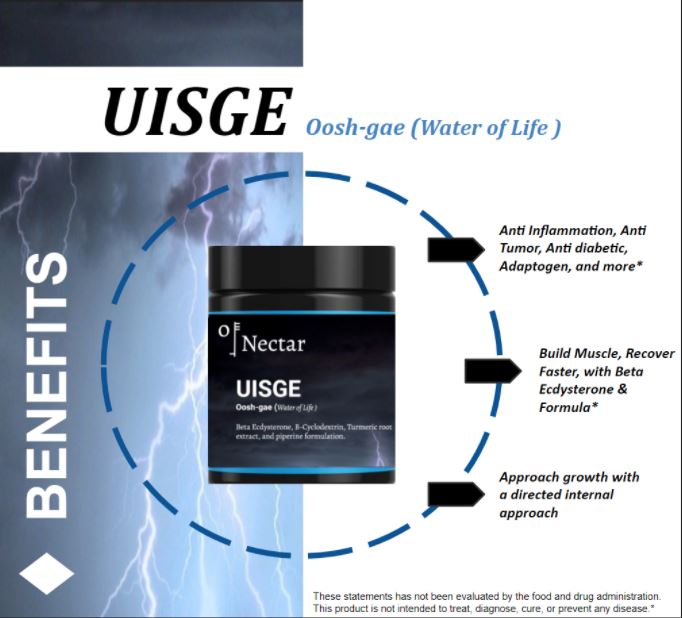 UISGE Oosh-gae (Water of Life )
BENEFITS
Anti Inflammation, Anti
Tumor, Anti diabetic,
Adaptogen, and more*
Build Muscle, Recover
Faster, with Beta
Ecdysterone &
Formula*
Approach growth with
a directed internal
approach
Nectar
UISGE
Oosh-gae (Water of Life)
Beta Ecdysterone, B-Cyclodextrin, Turmeric root
extract, and piperine formulation.
These statements has not been evaluated by the food and drug administration.
This product is not intended to treat, diagnose, cure, or prevent any disease.*